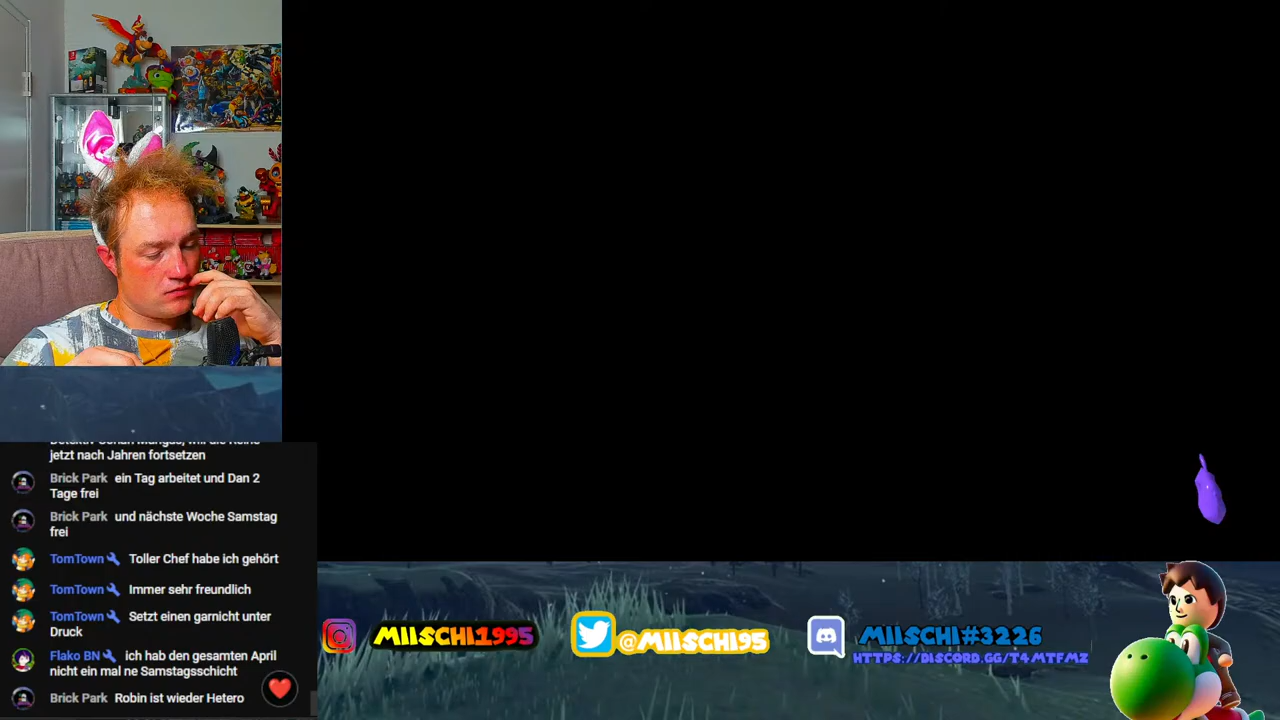 jetzt nach Jahren fortsetzen
Brick Park ein Tag arbeitet und Dan 2
Tage frei
Brick Park und nächste Woche Samstag
frei
TomTown Toller Chef habe ich gehört
TomTown Immer sehr freundlich
TomTown Setzt einen garnicht unter
Druck
Flako BN ich hab den gesamten April
nicht ein mal ne Samstagsschicht
Brick Park Robin ist wieder Hetero
MIISCHI1995
@MIISCHI95
MIISCHI#3226
HTTPS://DISCORD.GG/T4MTFMZ